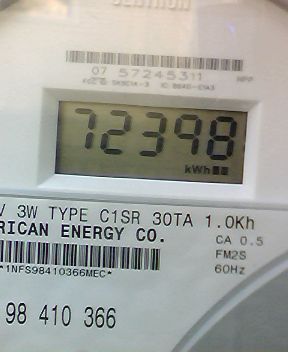 07 57245311
72398
kWh
V 3W TYPE C1SR 30TA 1.0Kh
RICAN ENERGY CO.
CA 0.5
FM2S
60Hz
*1NFS98410366MEC*
98 410 366